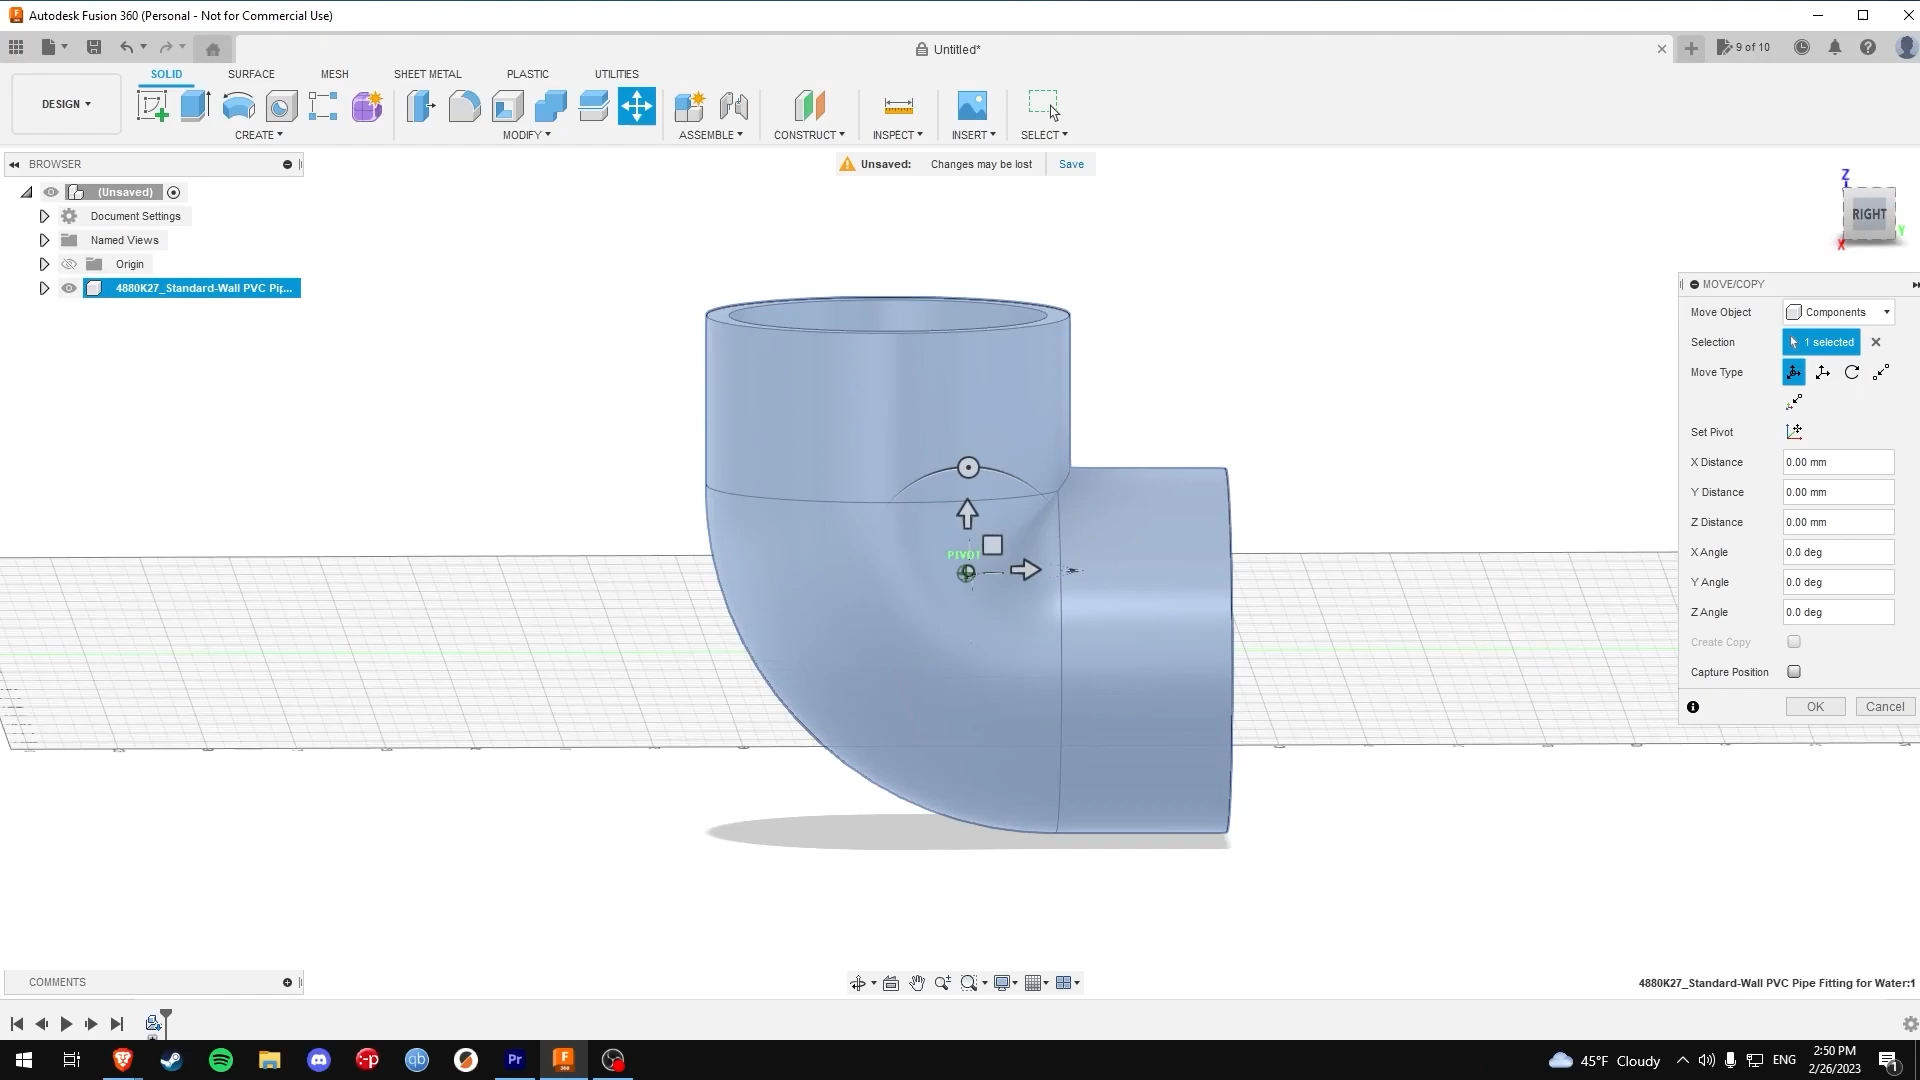 Autodesk Fusion 360 (Personal - Not for Commercial Use)
Untitled*
9 of 10
DESIGN
SOLID
SURFACE
MESH
SHEET METAL
PLASTIC
UTILITIES
CREATE
MODIFY
ASSEMBLE
CONSTRUCT
INSPECT
INSERT
SELECT
BROWSER
Unsaved: Changes may be lost
Save
(Unsaved)
Document Settings
Named Views
Origin
4880K27_Standard-Wall PVC Pip...
Z
RIGHT
X
Y
PIVOT
MOVE/COPY
Move Object
Components
Selection
1 selected
Move Type
Set Pivot
X Distance
0.00 mm
Y Distance
0.00 mm
Z Distance
0.00 mm
X Angle
0.0 deg
Y Angle
0.0 deg
Z Angle
0.0 deg
Create Copy
Capture Position
OK
Cancel
COMMENTS
4880K27_Standard-Wall PVC Pipe Fitting for Water:1
:-p
qb
Pr
F
360
45°F Cloudy
ENG
2:50 PM
2/26/2023
1